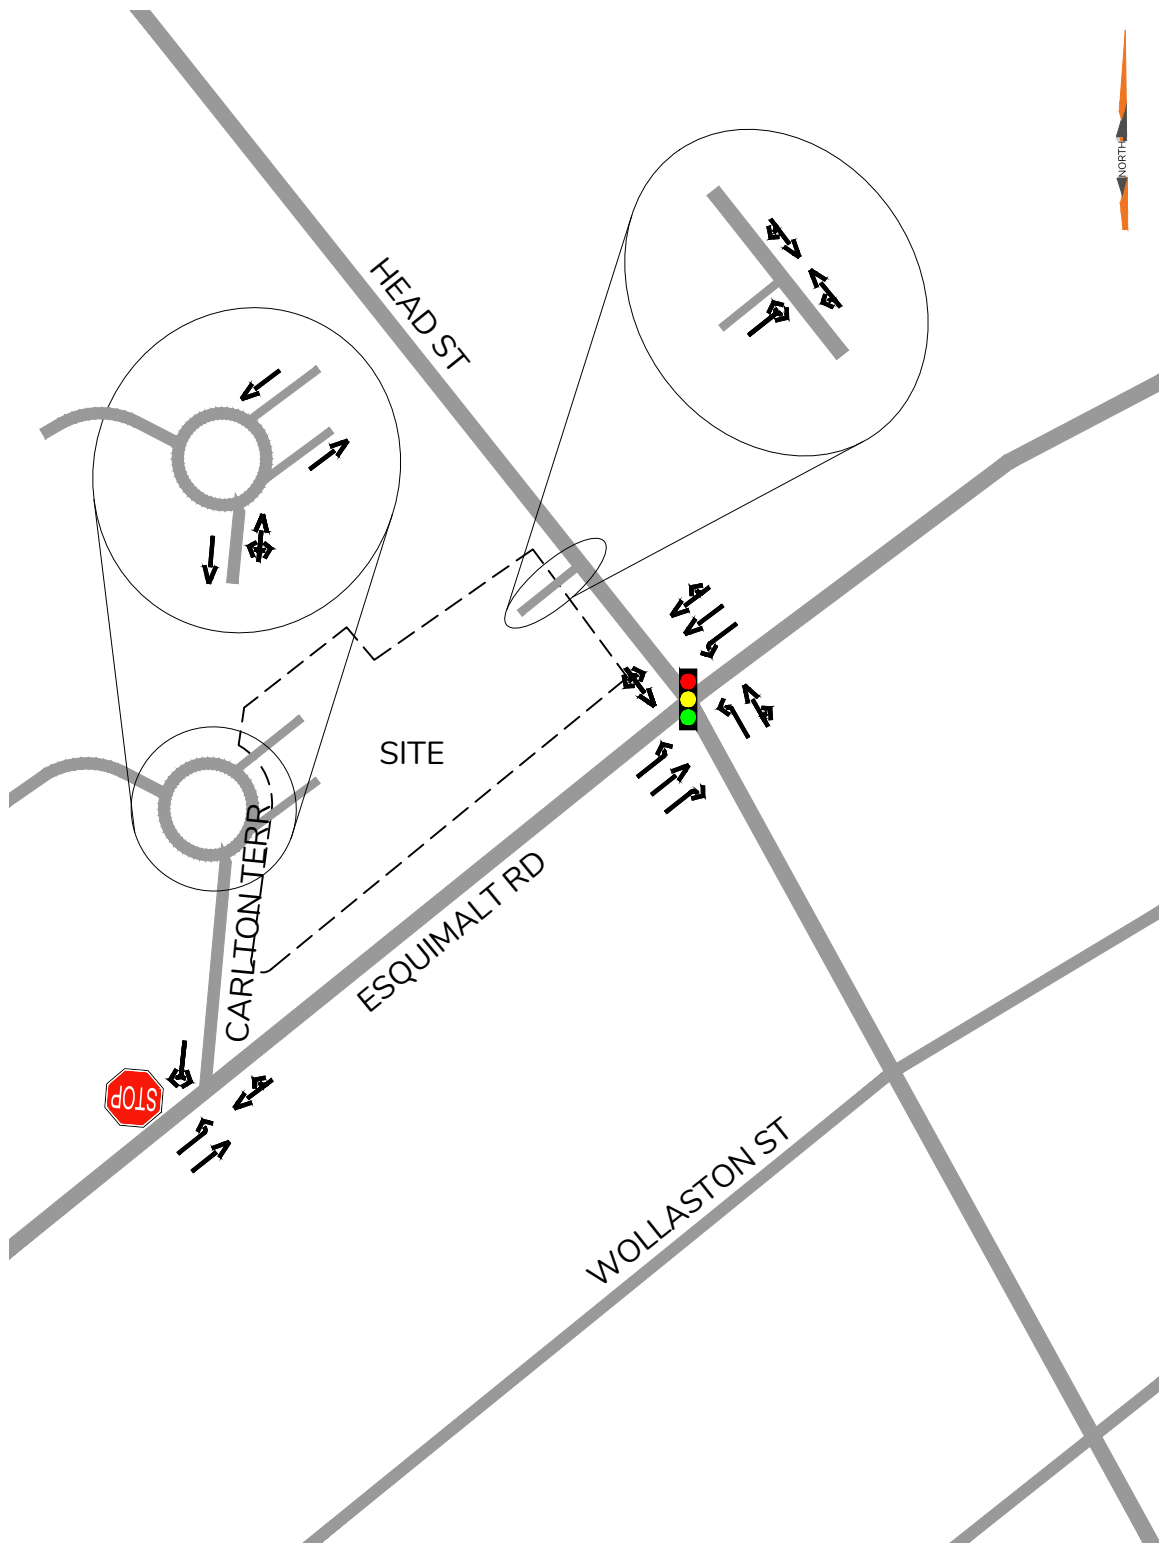 NORTH
HEAD ST
SITE
CARLTON TERR
ESQUIMALT RD
STOP
WOLLASTON ST